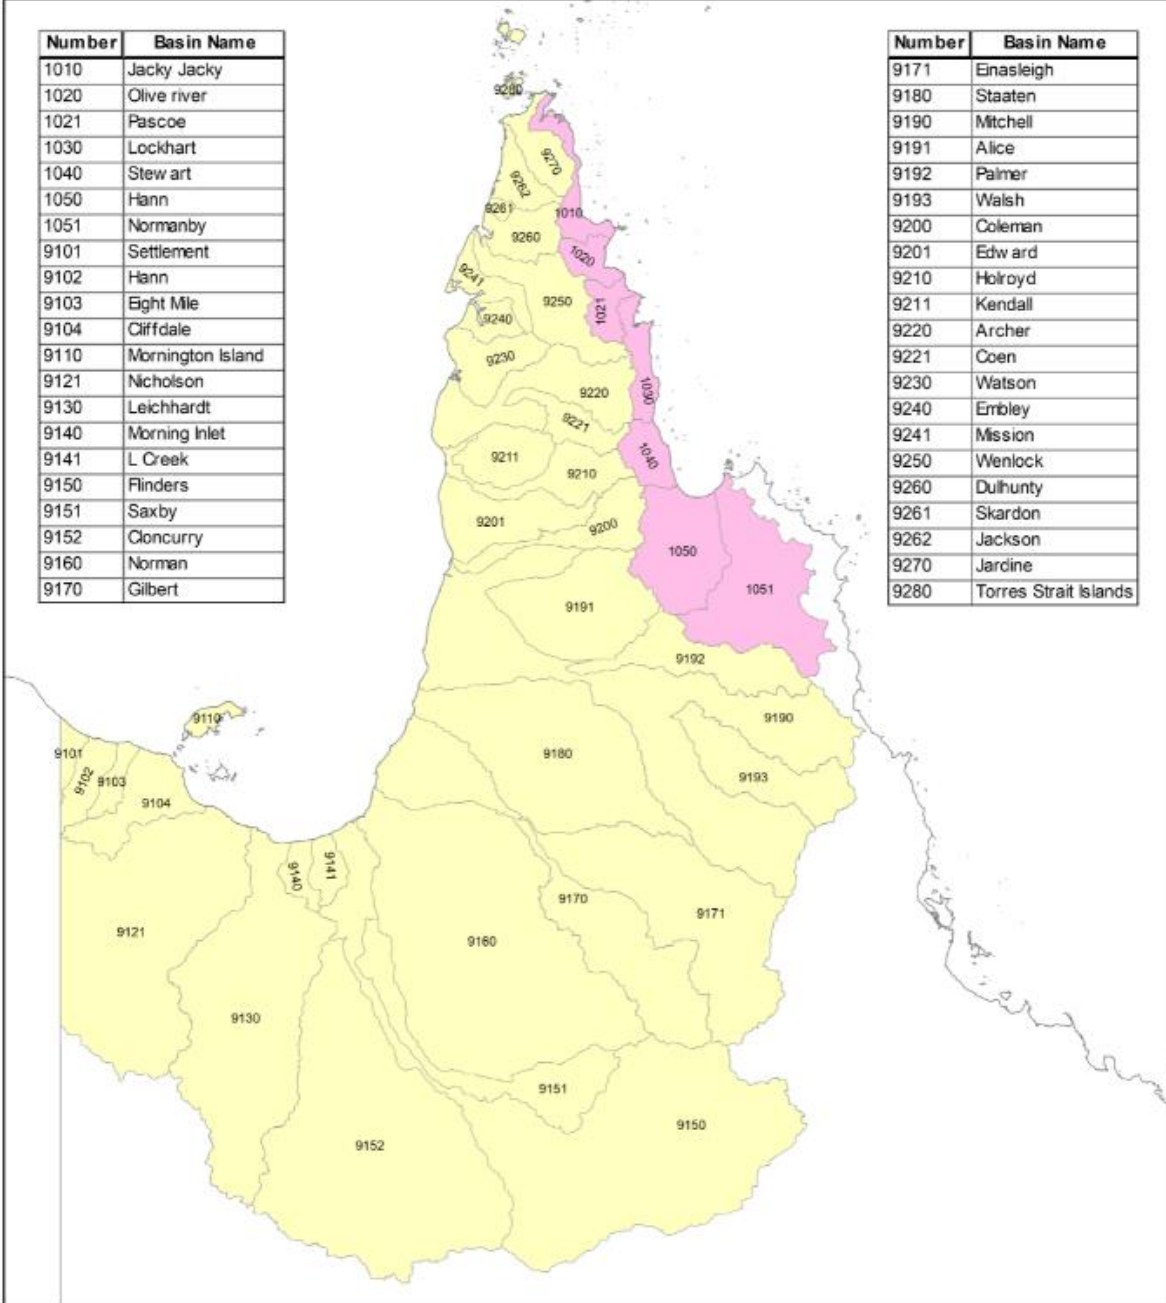 Number Basin Name
1010 Jacky Jacky
1020 Olive river
1021 Pascoe
1030 Lockhart
1040 Stewart
1050 Hann
1051 Normanby
9101 Settlement
9102 Hann
9103 Eight Mile
9104 Cliffdale
9110 Mornington Island
9121 Nicholson
9130 Leichhardt
9140 Morning Inlet
9141 L Creek
9150 Flinders
9151 Saxby
9152 Cloncurry
9160 Norman
9170 Gilbert
Number Basin Name
9171 Einasleigh
9180 Staaten
9190 Mitchell
9191 Alice
9192 Palmer
9193 Walsh
9200 Coleman
9201 Edward
9210 Holroyd
9211 Kendall
9220 Archer
9221 Coen
9230 Watson
9240 Embley
9241 Mission
9250 Wenlock
9260 Dulhunty
9261 Skardon
9262 Jackson
9270 Jardine
9280 Torres Strait Islands
9280
9270
9262
9261
1010
9260
1020
9241
9250
1021
9240
9230
9220
1030
9221
9211
1040
9210
9201
9200
1050
1051
9191
9192
9110
9190
9101
9102
9103
9180
9193
9104
9140
9141
9170
9171
9121
9160
9130
9151
9150
9152